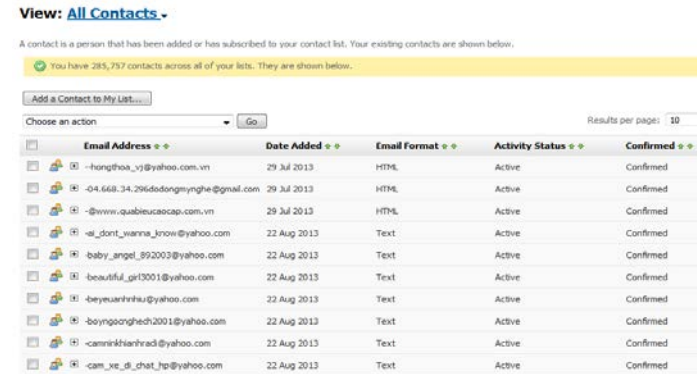 View: All Contacts
A contact is a person that has been added or has subscribed to your contact list. Your existing contacts are shown below.
You have 285,757 contacts across all of your lists. They are shown below.
Add a Contact to My List...
Choose an action Go Results per page: 10
Email Address Date Added Email Format Activity Status Confirmed
--hongthoa_vj@yahoo.com.vn 29 Jul 2013 HTML Active Confirmed
-04.668.34.296dodongmynghe@gmail.com 29 Jul 2013 HTML Active Confirmed
-@www.quabieucaocap.com.vn 29 Jul 2013 HTML Active Confirmed
-ai_dont_wanna_know@yahoo.com 22 Aug 2013 Text Active Confirmed
-baby_angel_892003@yahoo.com 22 Aug 2013 Text Active Confirmed
-beautiful_girl3001@yahoo.com 22 Aug 2013 Text Active Confirmed
-beyeuanhnhiu@yahoo.com 22 Aug 2013 Text Active Confirmed
-boyngocnghech2001@yahoo.com 22 Aug 2013 Text Active Confirmed
-camninkhianhradi@yahoo.com 22 Aug 2013 Text Active Confirmed
-cam_xe_di_chat_hp@yahoo.com 22 Aug 2013 Text Active Confirmed